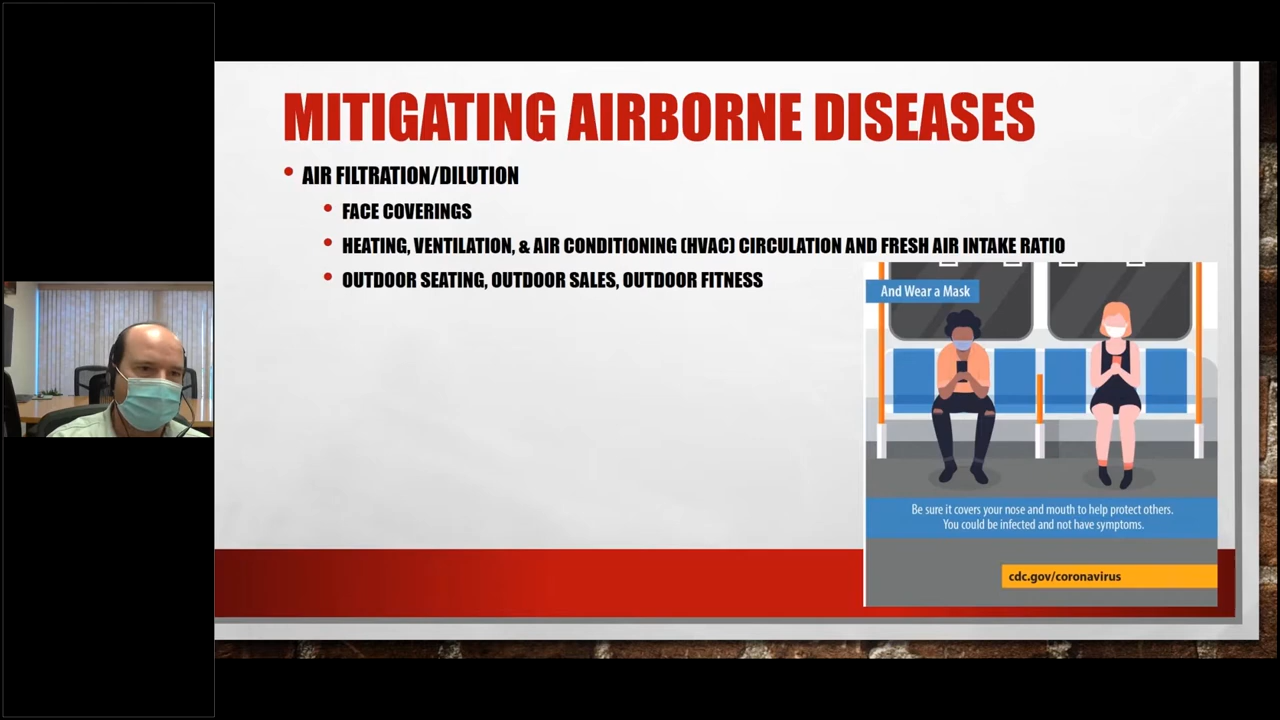 MITIGATING AIRBORNE DISEASES
AIR FILTRATION/DILUTION
FACE COVERINGS
HEATING, VENTILATION, & AIR CONDITIONING (HVAC) CIRCULATION AND FRESH AIR INTAKE RATIO
OUTDOOR SEATING, OUTDOOR SALES, OUTDOOR FITNESS
And Wear a Mask
Be sure it covers your nose and mouth to help protect others.
You could be infected and not have symptoms.
cdc.gov/coronavirus